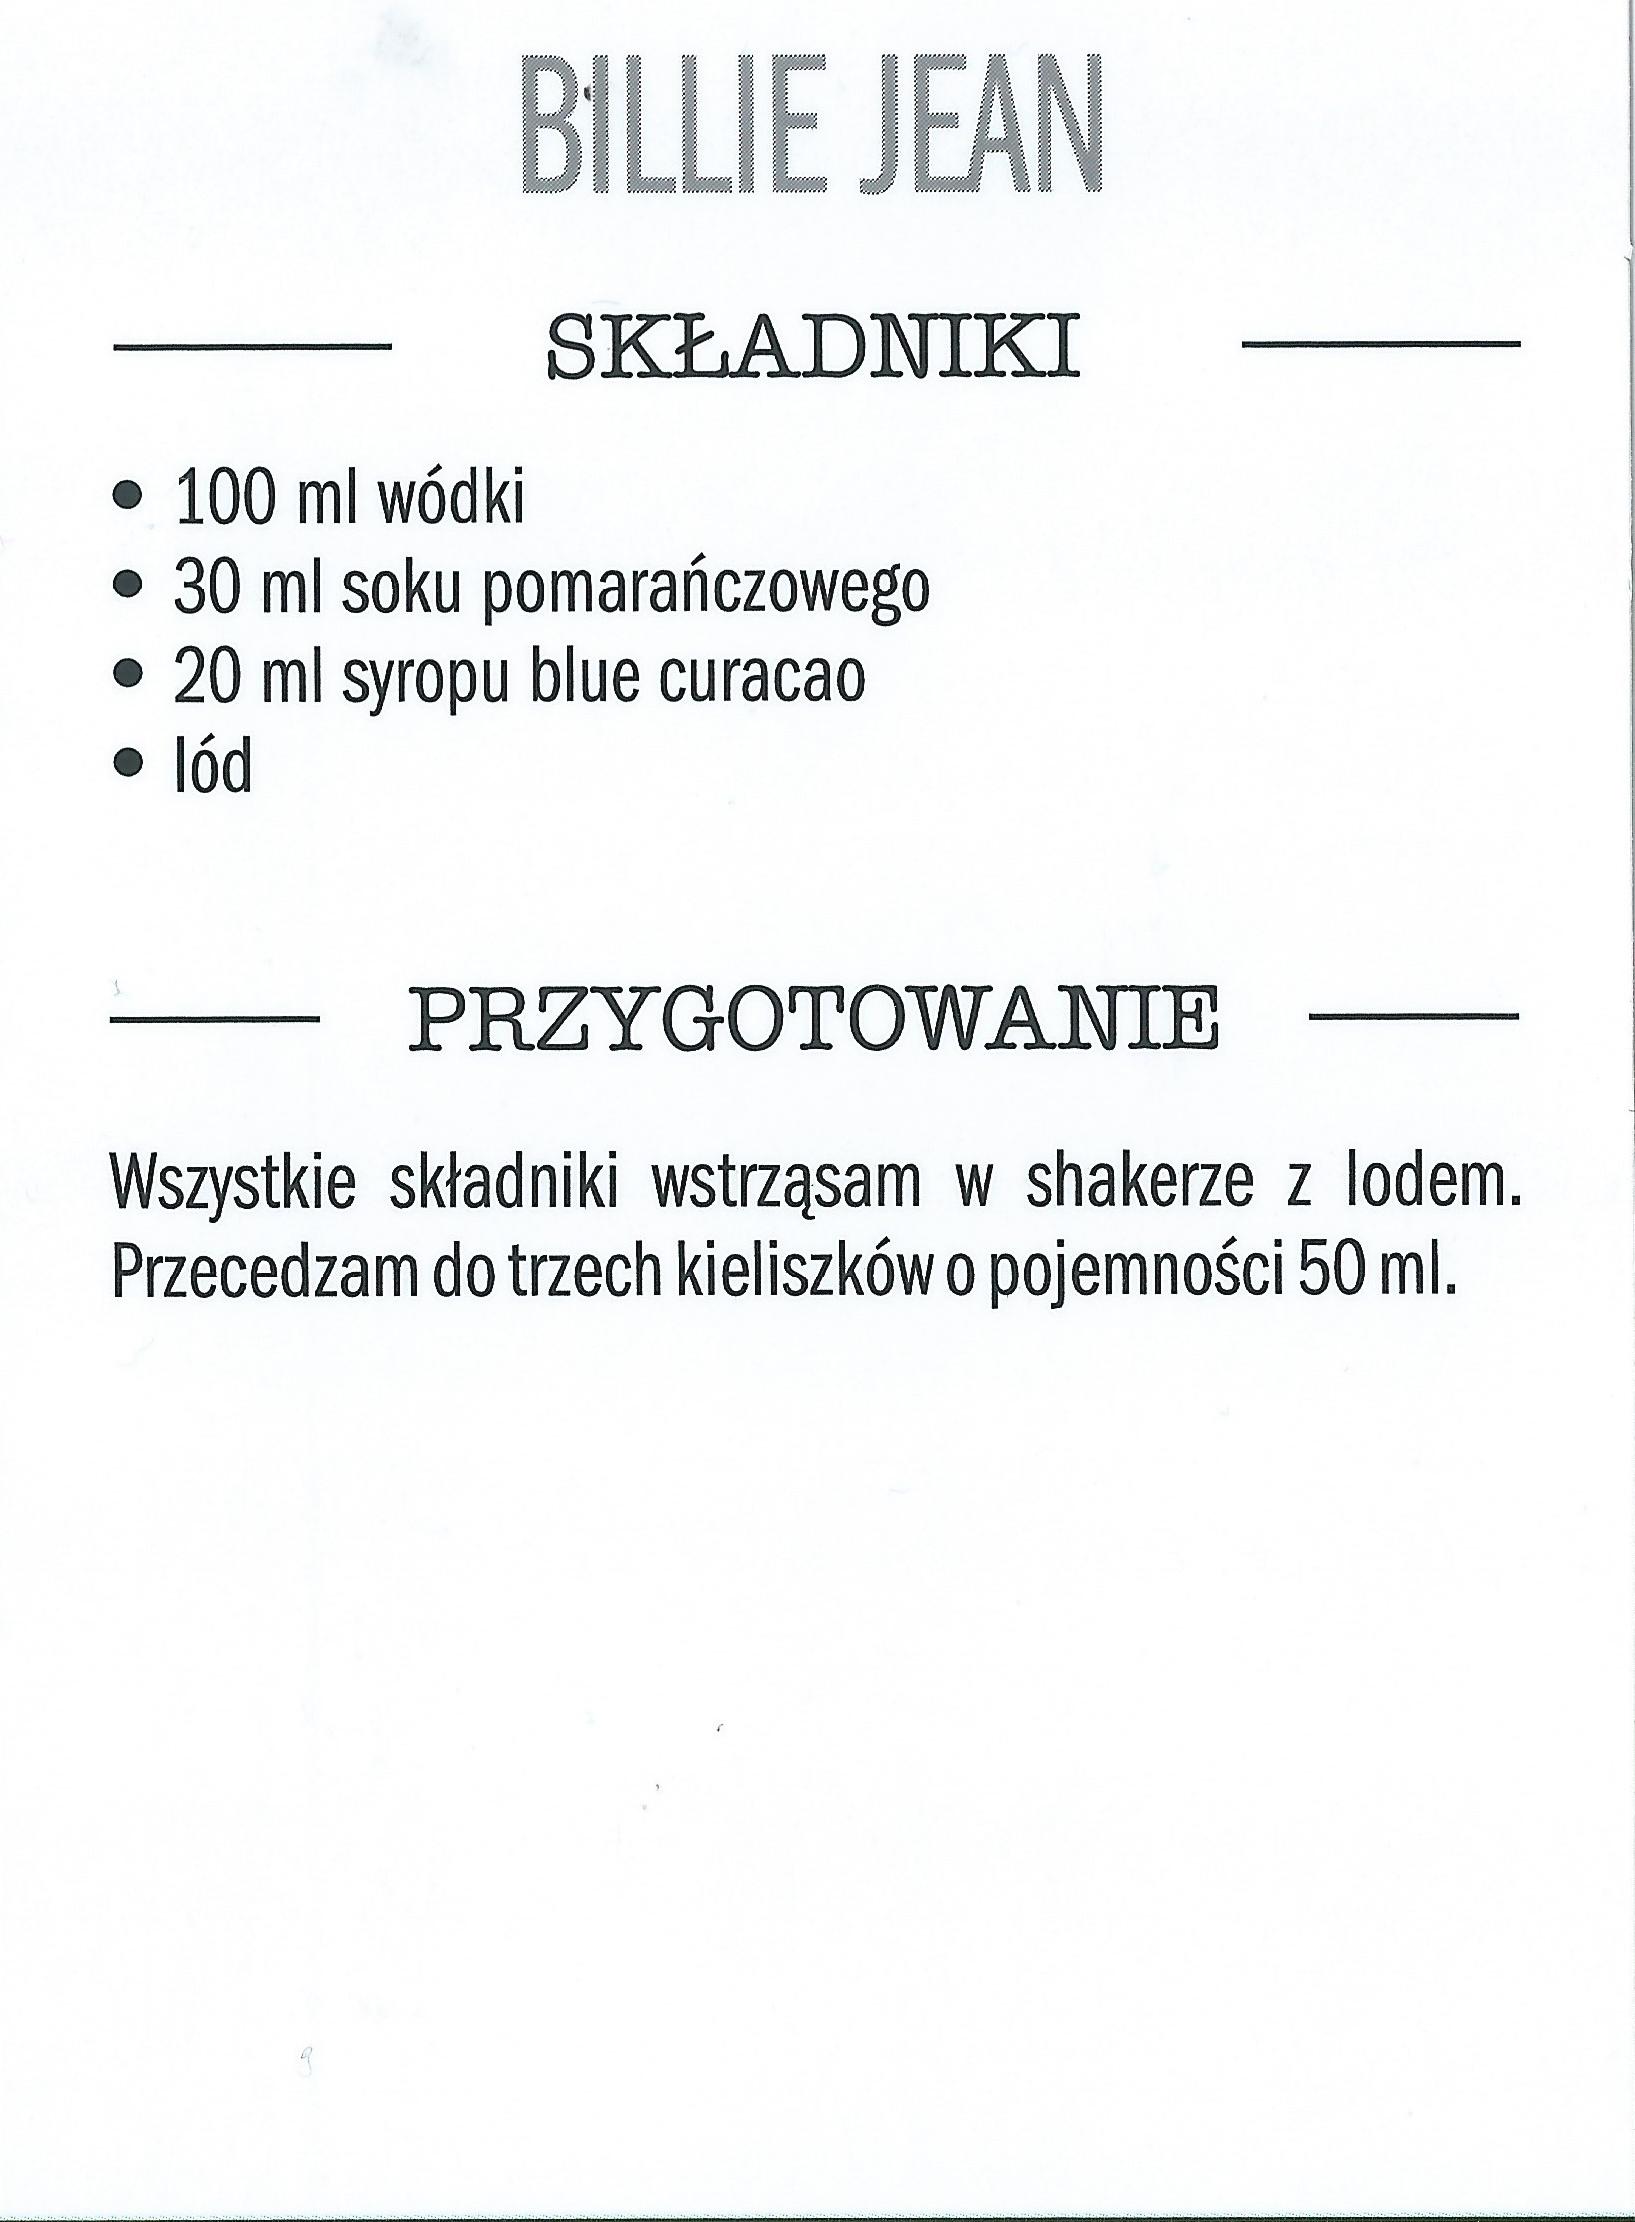 BILLIE JEAN
SKŁADNIKI
• 100 ml wódki
• 30 ml soku pomarańczowego
• 20 ml syropu blue curacao
• lód
PRZYGOTOWANIE
Wszystkie składniki wstrząsam w shakerze z lodem.
Przecedzam do trzech kieliszków o pojemności 50 ml.